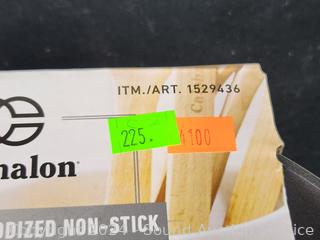 ITM./ART. 1529436
225.
4100
nalon®
ODIZED NON-STICK